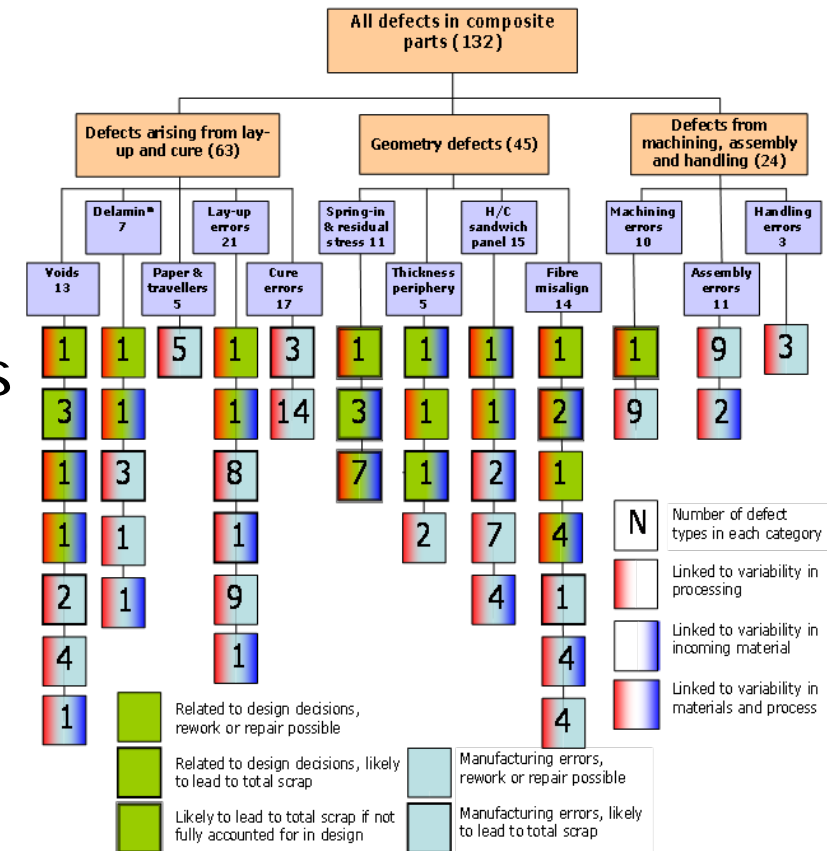 All defects in composite
parts (132)
Defects arising from lay-
up and cure (63)
Geometry defects (45)
Defects from
machining, assembly
and handling (24)
Voids
13
Delaminⁿ
7
Paper &
travellers
5
Lay-up
errors
21
Cure
errors
17
Spring-in
& residual
stress 11
Thickness
periphery
5
H/C
sandwich
panel 15
Fibre
misalign
14
Machining
errors
10
Assembly
errors
11
Handling
errors
3
s
1 1 5 1 3 1 1 1 1 1 9 3
3 1 1 14 3 1 1 2 9 2
1 3 8 7 1 2 1
1 1 1 2 7 4
2 1 9 4 1
4 1 4
1 4
N
Number of defect
types in each category
Linked to variability in
processing
Linked to variability in
incoming material
Linked to variability in
materials and process
Related to design decisions,
rework or repair possible
Related to design decisions, likely
to lead to total scrap
Likely to lead to total scrap if not
fully accounted for in design
Manufacturing errors,
rework or repair possible
Manufacturing errors, likely
to lead to total scrap